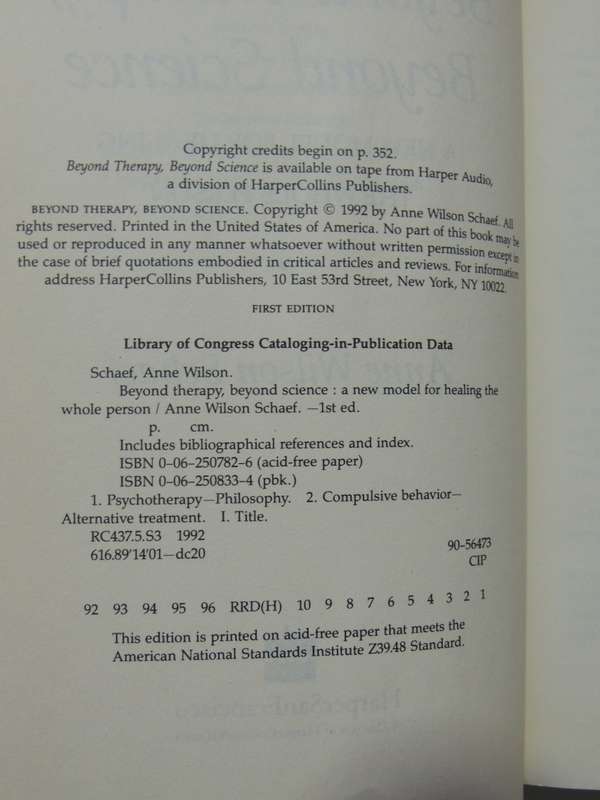 Copyright credits begin on p. 352.
Beyond Therapy, Beyond Science is available on tape from Harper Audio,
a division of HarperCollins Publishers.
BEYOND THERAPY, BEYOND SCIENCE. Copyright © 1992 by Anne Wilson Schaef. All
rights reserved. Printed in the United States of America. No part of this book may be
used or reproduced in any manner whatsoever without written permission except in
the case of brief quotations embodied in critical articles and reviews. For information
address HarperCollins Publishers, 10 East 53rd Street, New York, NY 10022.
FIRST EDITION
Library of Congress Cataloging-in-Publication Data
Schaef, Anne Wilson.
Beyond therapy, beyond science : a new model for healing the
whole person / Anne Wilson Schaef. —1st ed.
p. cm.
Includes bibliographical references and index.
ISBN 0–06–250782–6 (acid-free paper)
ISBN 0–06–250833–4 (pbk.)
1. Psychotherapy—Philosophy. 2. Compulsive behavior—
Alternative treatment. I. Title.
RC437.5.S3 1992
616.89'14'01—dc20
90–56473
CIP
92 93 94 95 96 RRD(H) 10 9 8 7 6 5 4 3 2 1
This edition is printed on acid-free paper that meets the
American National Standards Institute Z39.48 Standard.